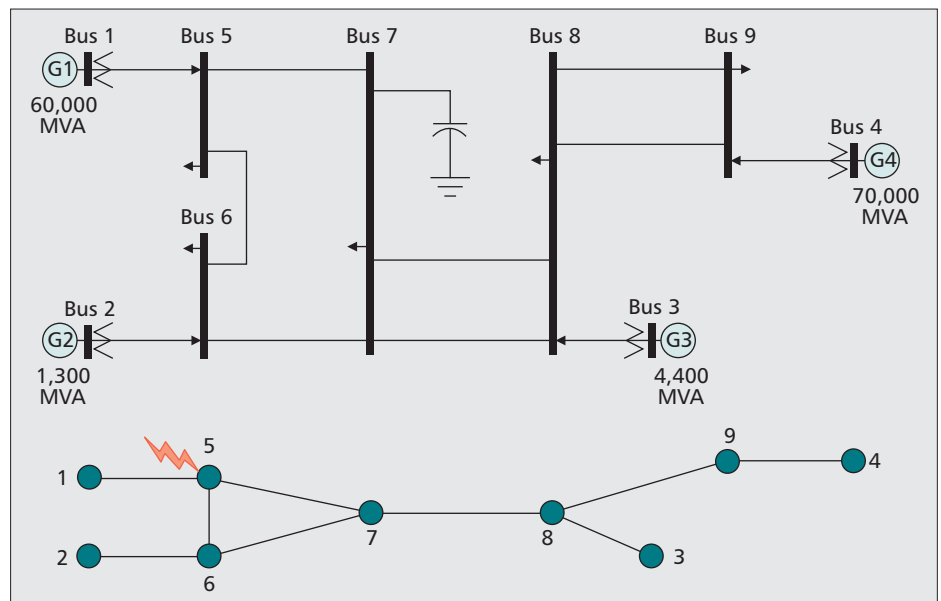 Bus 1
Bus 5
Bus 7
Bus 8
Bus 9
G1
60,000
MVA
Bus 4
G4
70,000
MVA
Bus 6
Bus 2
G2
1,300
MVA
Bus 3
G3
4,400
MVA
5
9
1
4
7
8
2
6
3